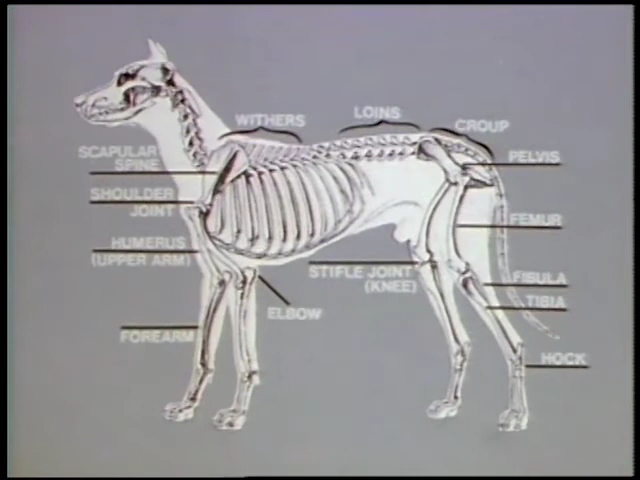 WITHERS
LOINS
CROUP
SCAPULAR
SPINE
PELVIS
SHOULDER
JOINT
FEMUR
HUMERUS
(UPPER ARM)
STIFLE JOINT
(KNEE)
FIBULA
TIBIA
ELBOW
FOREARM
HOCK